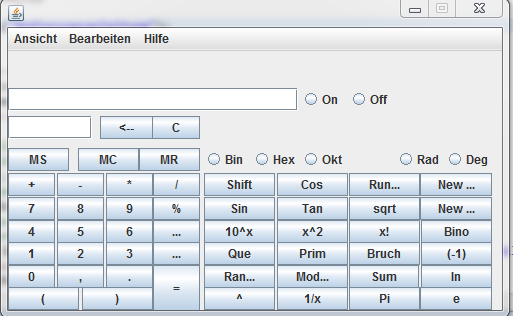 Ansicht Bearbeiten Hilfe
On Off
<-- C
MS MC MR Bin Hex Okt Rad Deg
+ - * / Shift Cos Run... New ...
7 8 9 % Sin Tan sqrt New ...
4 5 6 ... 10^x x^2 x! Bino
1 2 3 ... Que Prim Bruch (-1)
0 , . = Ran... Mod... Sum ln
( ) ^ 1/x Pi e